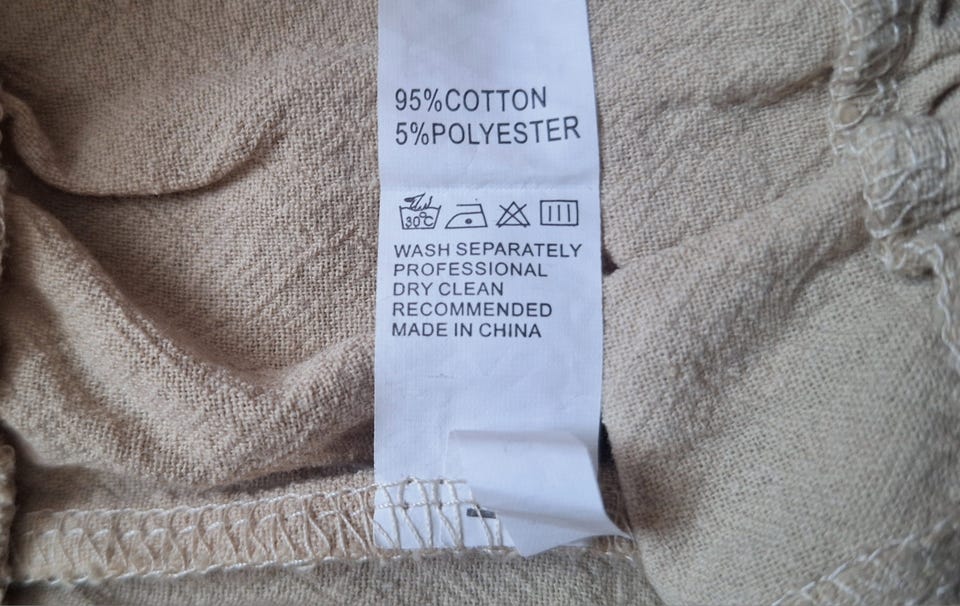 95%COTTON
5%POLYESTER
30°C
WASH SEPARATELY
PROFESSIONAL
DRY CLEAN
RECOMMENDED
MADE IN CHINA